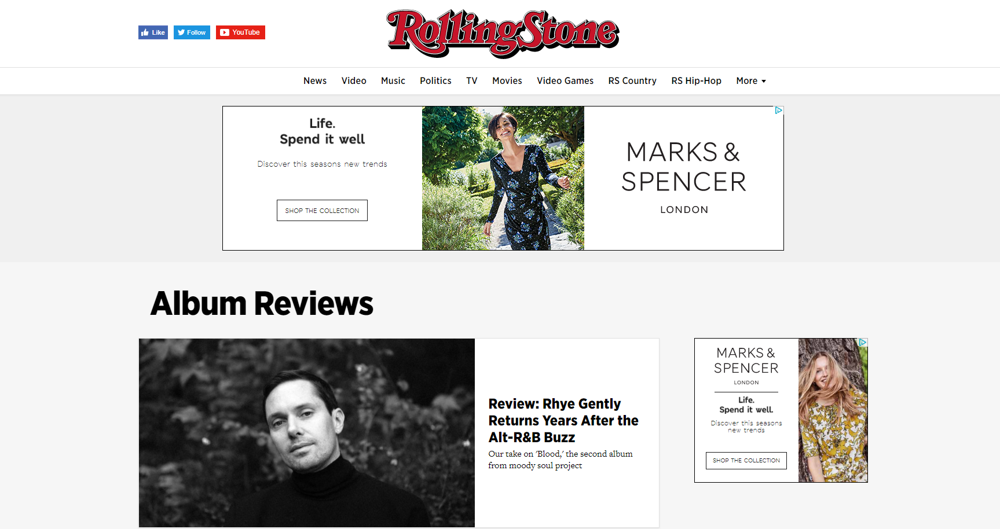 Like
Follow
YouTube
RollingStone
News
Video
Music
Politics
TV
Movies
Video Games
RS Country
RS Hip-Hop
More
Life.
Spend it well
Discover this seasons new trends
SHOP THE COLLECTION
MARKS &
SPENCER
LONDON
Album Reviews
Review: Rhye Gently
Returns Years After the
Alt-R&B Buzz
Our take on 'Blood,' the second album
from moody soul project
MARKS &
SPENCER
LONDON
Life.
Spend it well.
Discover this seasons
new trends
SHOP THE COLLECTION